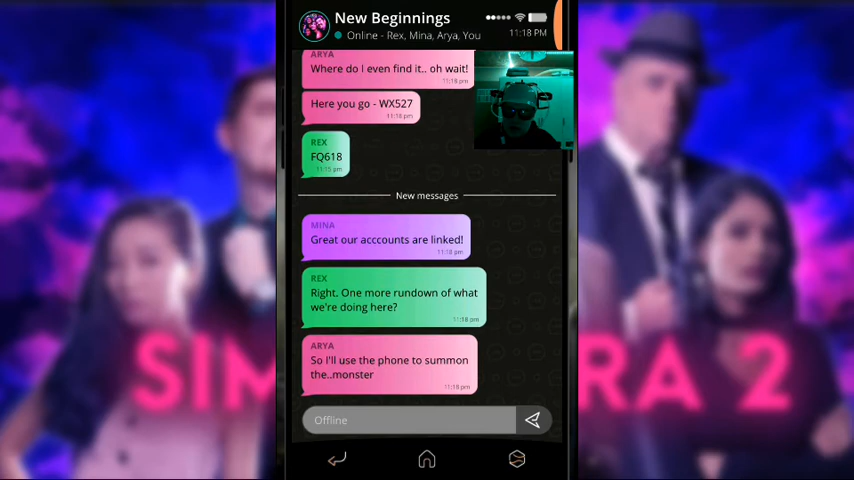 New Beginnings
Online - Rex, Mina, Arya, You
11:18 PM
ARYA
Where do I even find it.. oh wait!
11:18 pm
Here you go - WX527
11:18 pm
REX
FQ618
11:15 pm
New messages
MINA
Great our acccounts are linked!
11:18 pm
REX
Right. One more rundown of what
we're doing here?
11:18 pm
ARYA
So I'll use the phone to summon
the..monster
11:18 pm
Offline
SIM
RA 2